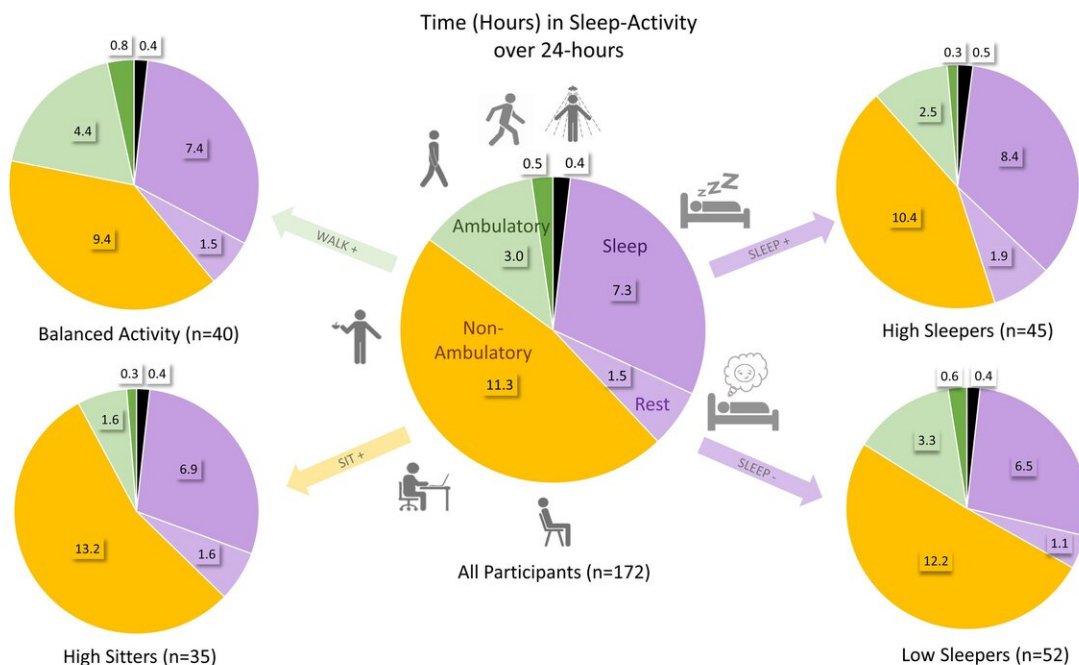 Time (Hours) in Sleep-Activity
over 24-hours
0.8
0.4
4.4
7.4
9.4
1.5
Balanced Activity (n=40)
WALK +
0.5
0.4
Ambulatory
3.0
Sleep
7.3
Non-
Ambulatory
11.3
1.5
Rest
All Participants (n=172)
zzZ
SLEEP +
0.3
0.5
2.5
8.4
10.4
1.9
High Sleepers (n=45)
SIT +
0.3
0.4
1.6
6.9
13.2
1.6
High Sitters (n=35)
SLEEP -
0.6
0.4
3.3
6.5
12.2
1.1
Low Sleepers (n=52)